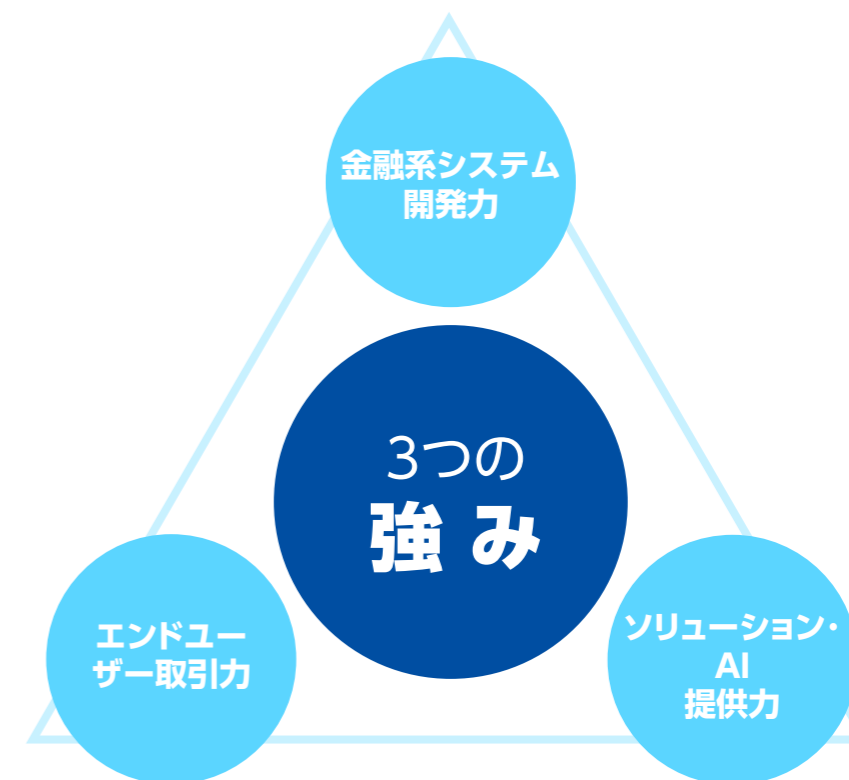 金融系システム
開発力
3つの
強み
エンドユー
ザー取引力
ソリューション・
AI
提供力